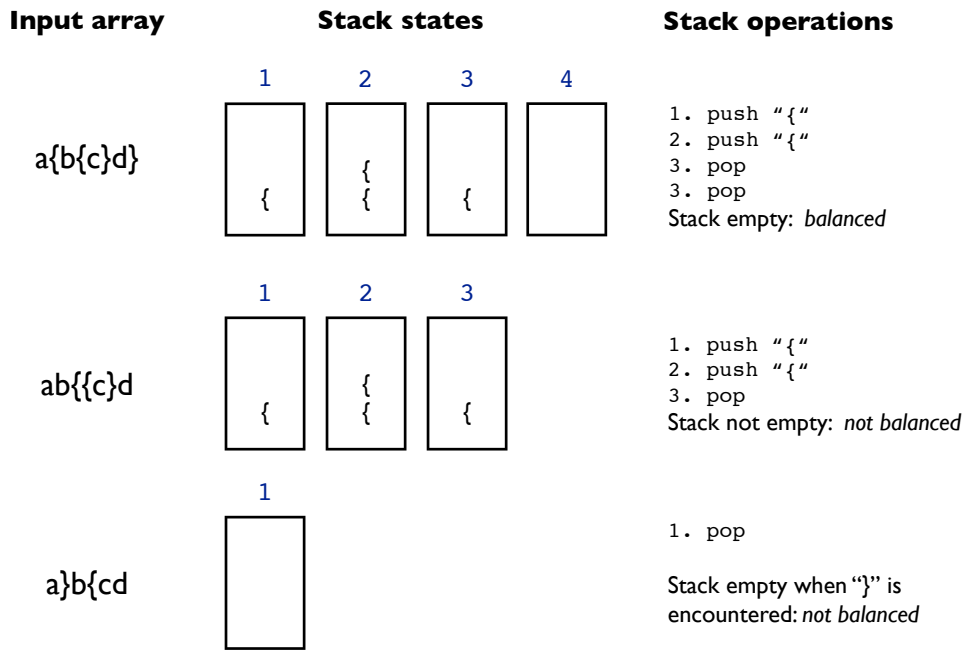 Input array Stack states Stack operations
1 2 3 4
a{b{c}d}
{
{ { {
1. push "{"
2. push "{"
3. pop
3. pop
Stack empty: balanced
1 2 3
ab{{c}d
{
{ { {
1. push "{"
2. push "{"
3. pop
Stack not empty: not balanced
1
a}b{cd
1. pop
Stack empty when “}” is
encountered: not balanced